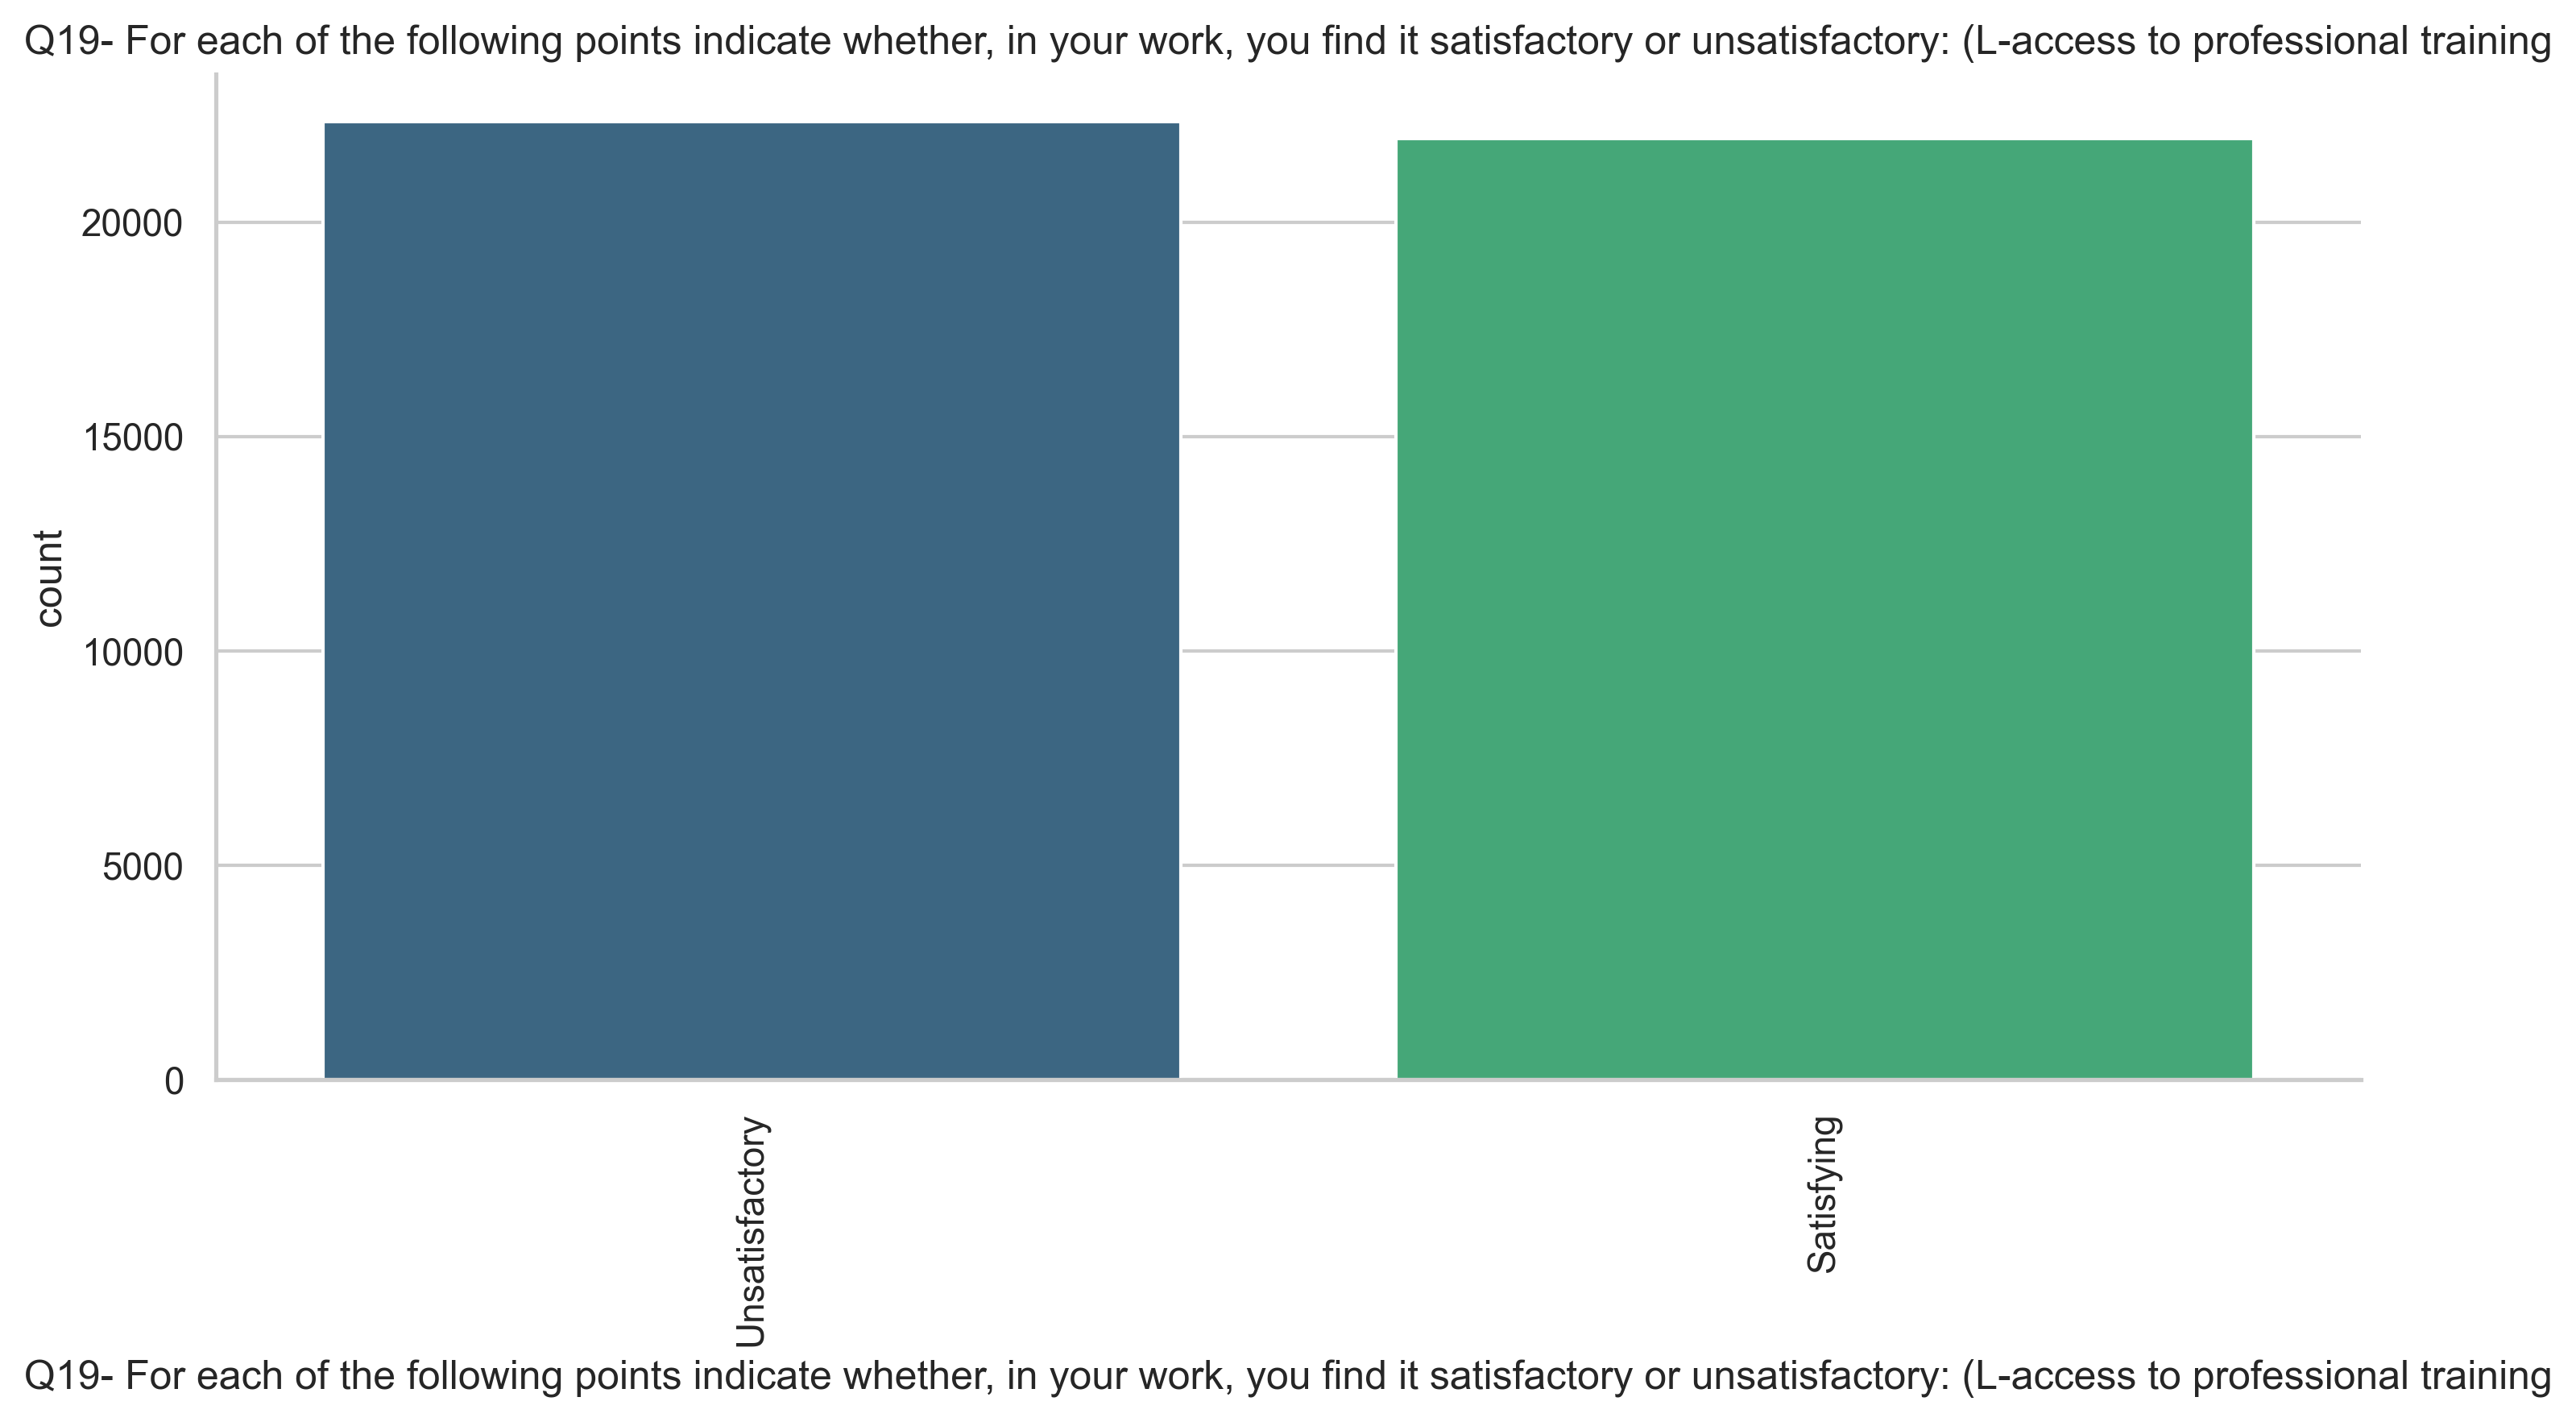 Q19- For each of the following points indicate whether, in your work, you find it satisfactory or unsatisfactory: (L-access to professional training
20000
15000
10000
5000
0
count
Unsatisfactory
Satisfying
Q19- For each of the following points indicate whether, in your work, you find it satisfactory or unsatisfactory: (L-access to professional training